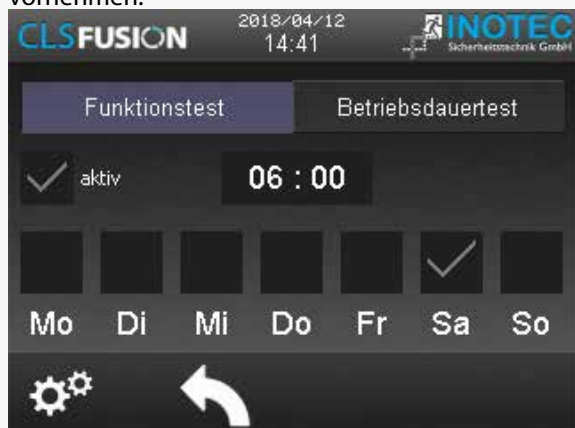 vornehmen.
CLSFUSION
2018/04/12
14:41
INOTEC
Sicherheitstechnik GmbH
Funktionstest
Betriebsdauertest
aktiv
06 : 00
Mo Di Mi Do Fr Sa So